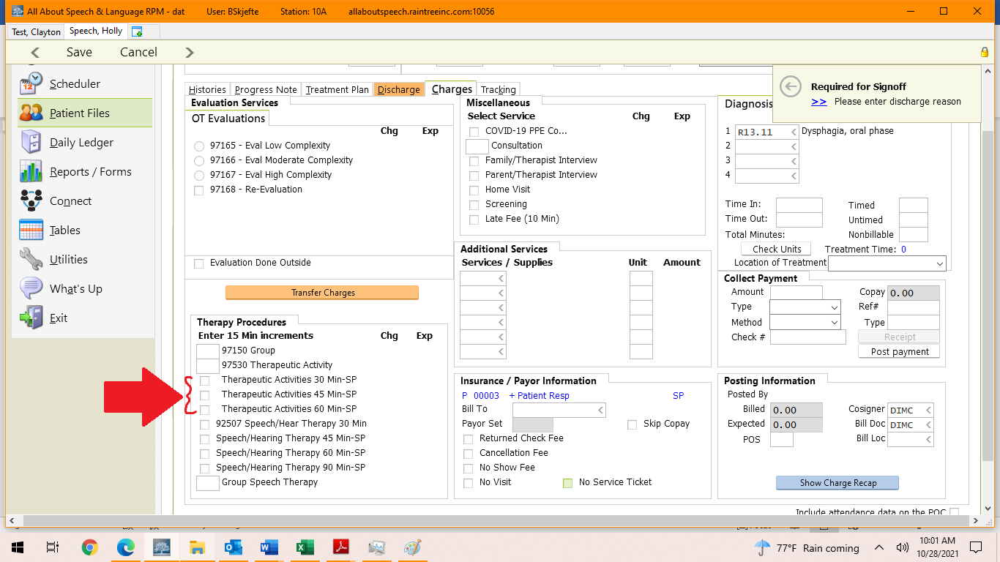 All About Speech & Language RPM - dat User: BSkjefte Station: 10A allaboutspeech.raintreeinc.com:10056
Test, Clayton Speech, Holly
Save Cancel
Scheduler
Patient Files
Daily Ledger
Reports / Forms
Connect
Tables
Utilities
What's Up
Exit
Histories Progress Note Treatment Plan Discharge Charges Tracking
Required for Signoff
>> Please enter discharge reason
Evaluation Services
OT Evaluations
Chg Exp
97165 - Eval Low Complexity
97166 - Eval Moderate Complexity
97167 - Eval High Complexity
97168 - Re-Evaluation
Evaluation Done Outside
Transfer Charges
Therapy Procedures
Enter 15 Min increments Chg Exp
97150 Group
97530 Therapeutic Activity
Therapeutic Activities 30 Min-SP
Therapeutic Activities 45 Min-SP
Therapeutic Activities 60 Min-SP
92507 Speech/Hear Therapy 30 Min
Speech/Hearing Therapy 45 Min-SP
Speech/Hearing Therapy 60 Min-SP
Speech/Hearing Therapy 90 Min-SP
Group Speech Therapy
Miscellaneous
Select Service Chg Exp
COVID-19 PPE Co...
Consultation
Family/Therapist Interview
Parent/Therapist Interview
Home Visit
Screening
Late Fee (10 Min)
Additional Services
Services / Supplies Unit Amount
Insurance / Payor Information
P 00003 + Patient Resp SP
Bill To
Payor Set Skip Copay
Returned Check Fee
Cancellation Fee
No Show Fee
No Visit No Service Ticket
Diagnosis
1 R13.11 Dysphagia, oral phase
2
3
4
Time In: Timed
Time Out: Untimed
Total Minutes: Nonbillable
Check Units Treatment Time: 0
Location of Treatment
Collect Payment
Amount Copay 0.00
Type Ref#
Method Type
Check # Receipt
Post payment
Posting Information
Posted By
Billed 0.00 Cosigner DIMC
Expected 0.00 Bill Doc DIMC
POS Bill Loc
Show Charge Recap
Include attendance data on the POC
77°F Rain coming 10:01 AM
10/28/2021